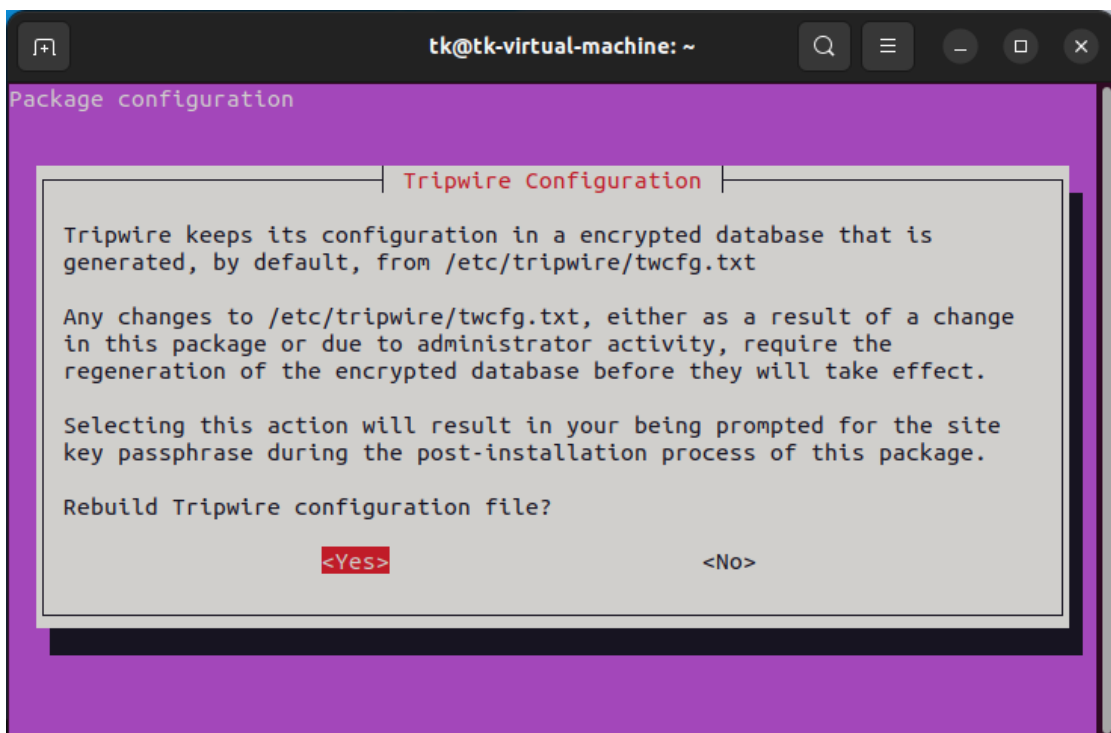 tk@tk-virtual-machine: ~
Package configuration
Tripwire Configuration
Tripwire keeps its configuration in a encrypted database that is
generated, by default, from /etc/tripwire/twcfg.txt
Any changes to /etc/tripwire/twcfg.txt, either as a result of a change
in this package or due to administrator activity, require the
regeneration of the encrypted database before they will take effect.
Selecting this action will result in your being prompted for the site
key passphrase during the post-installation process of this package.
Rebuild Tripwire configuration file?
<Yes> <No>